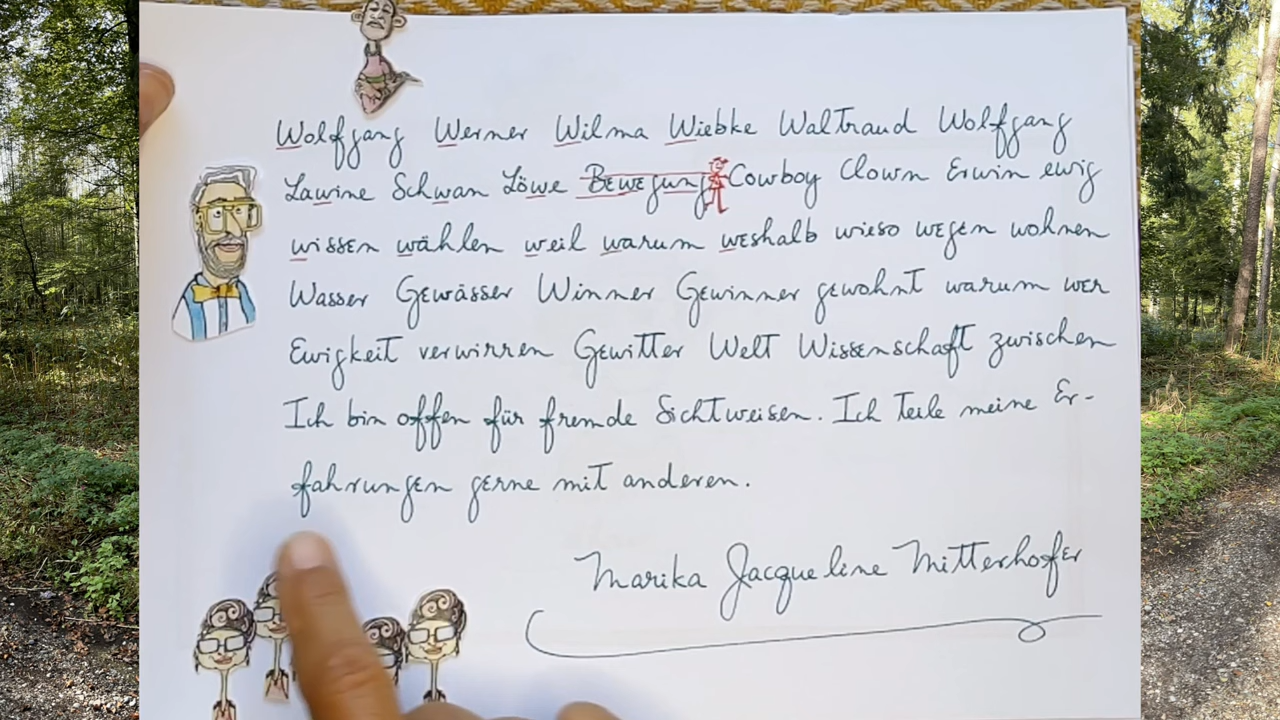 Wolfgang Werner Wilma Wiebke Waltraud Wolfgang
Lawine Schwan Löwe Bewegung Cowboy Clown Erwin ewig
wissen wählen weil warum weshalb wieso wegen wohnen
Wasser Gewässer Winner Gewinner gewohnt warum wer
Ewigkeit verwirren Gewitter Welt Wissenschaft zwischen
Ich bin offen für fremde Sichtweisen. Ich teile meine Er-
fahrungen gerne mit anderen.
Marika Jacqueline Mitterhofer